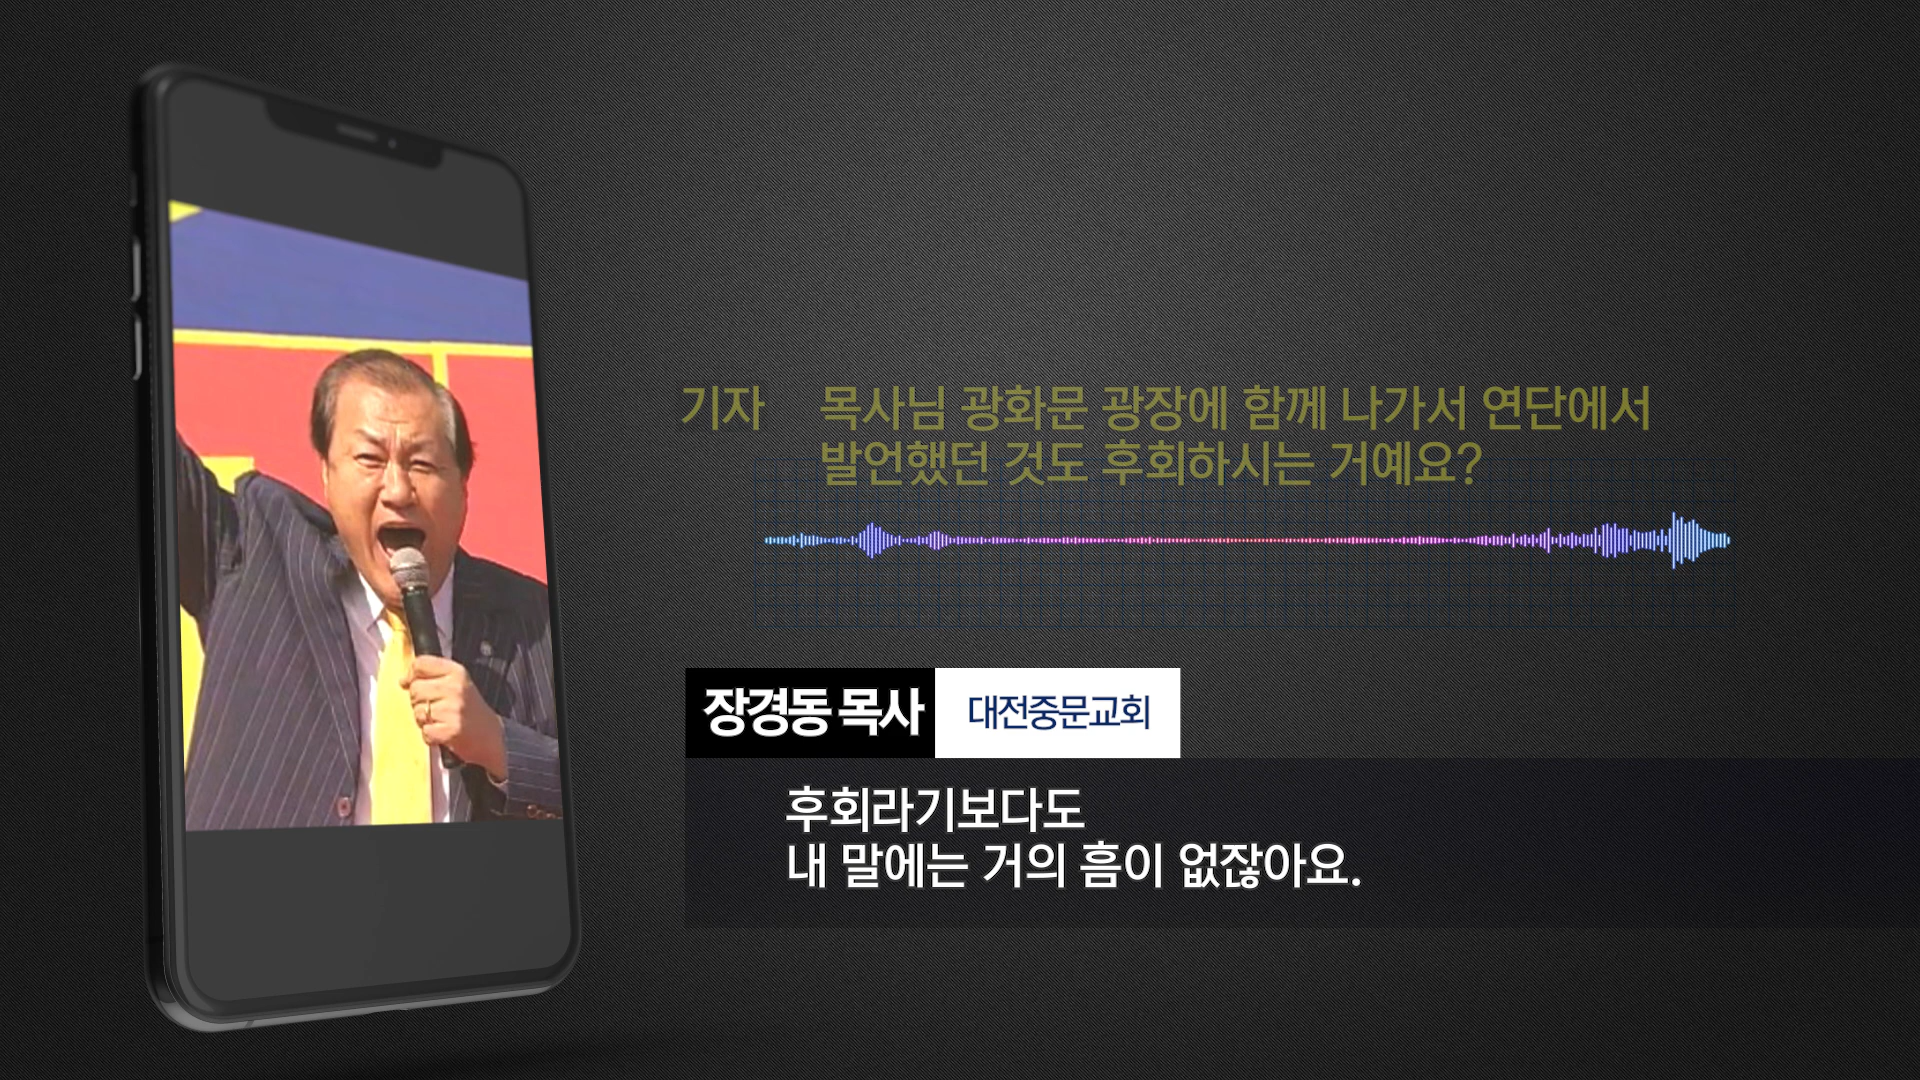 기자 목사님 광화문 광장에 함께 나가서 연단에서
발언했던 것도 후회하시는 거예요?
장경동 목사 대전중문교회
후회라기보다도
내 말에는 거의 흠이 없잖아요.